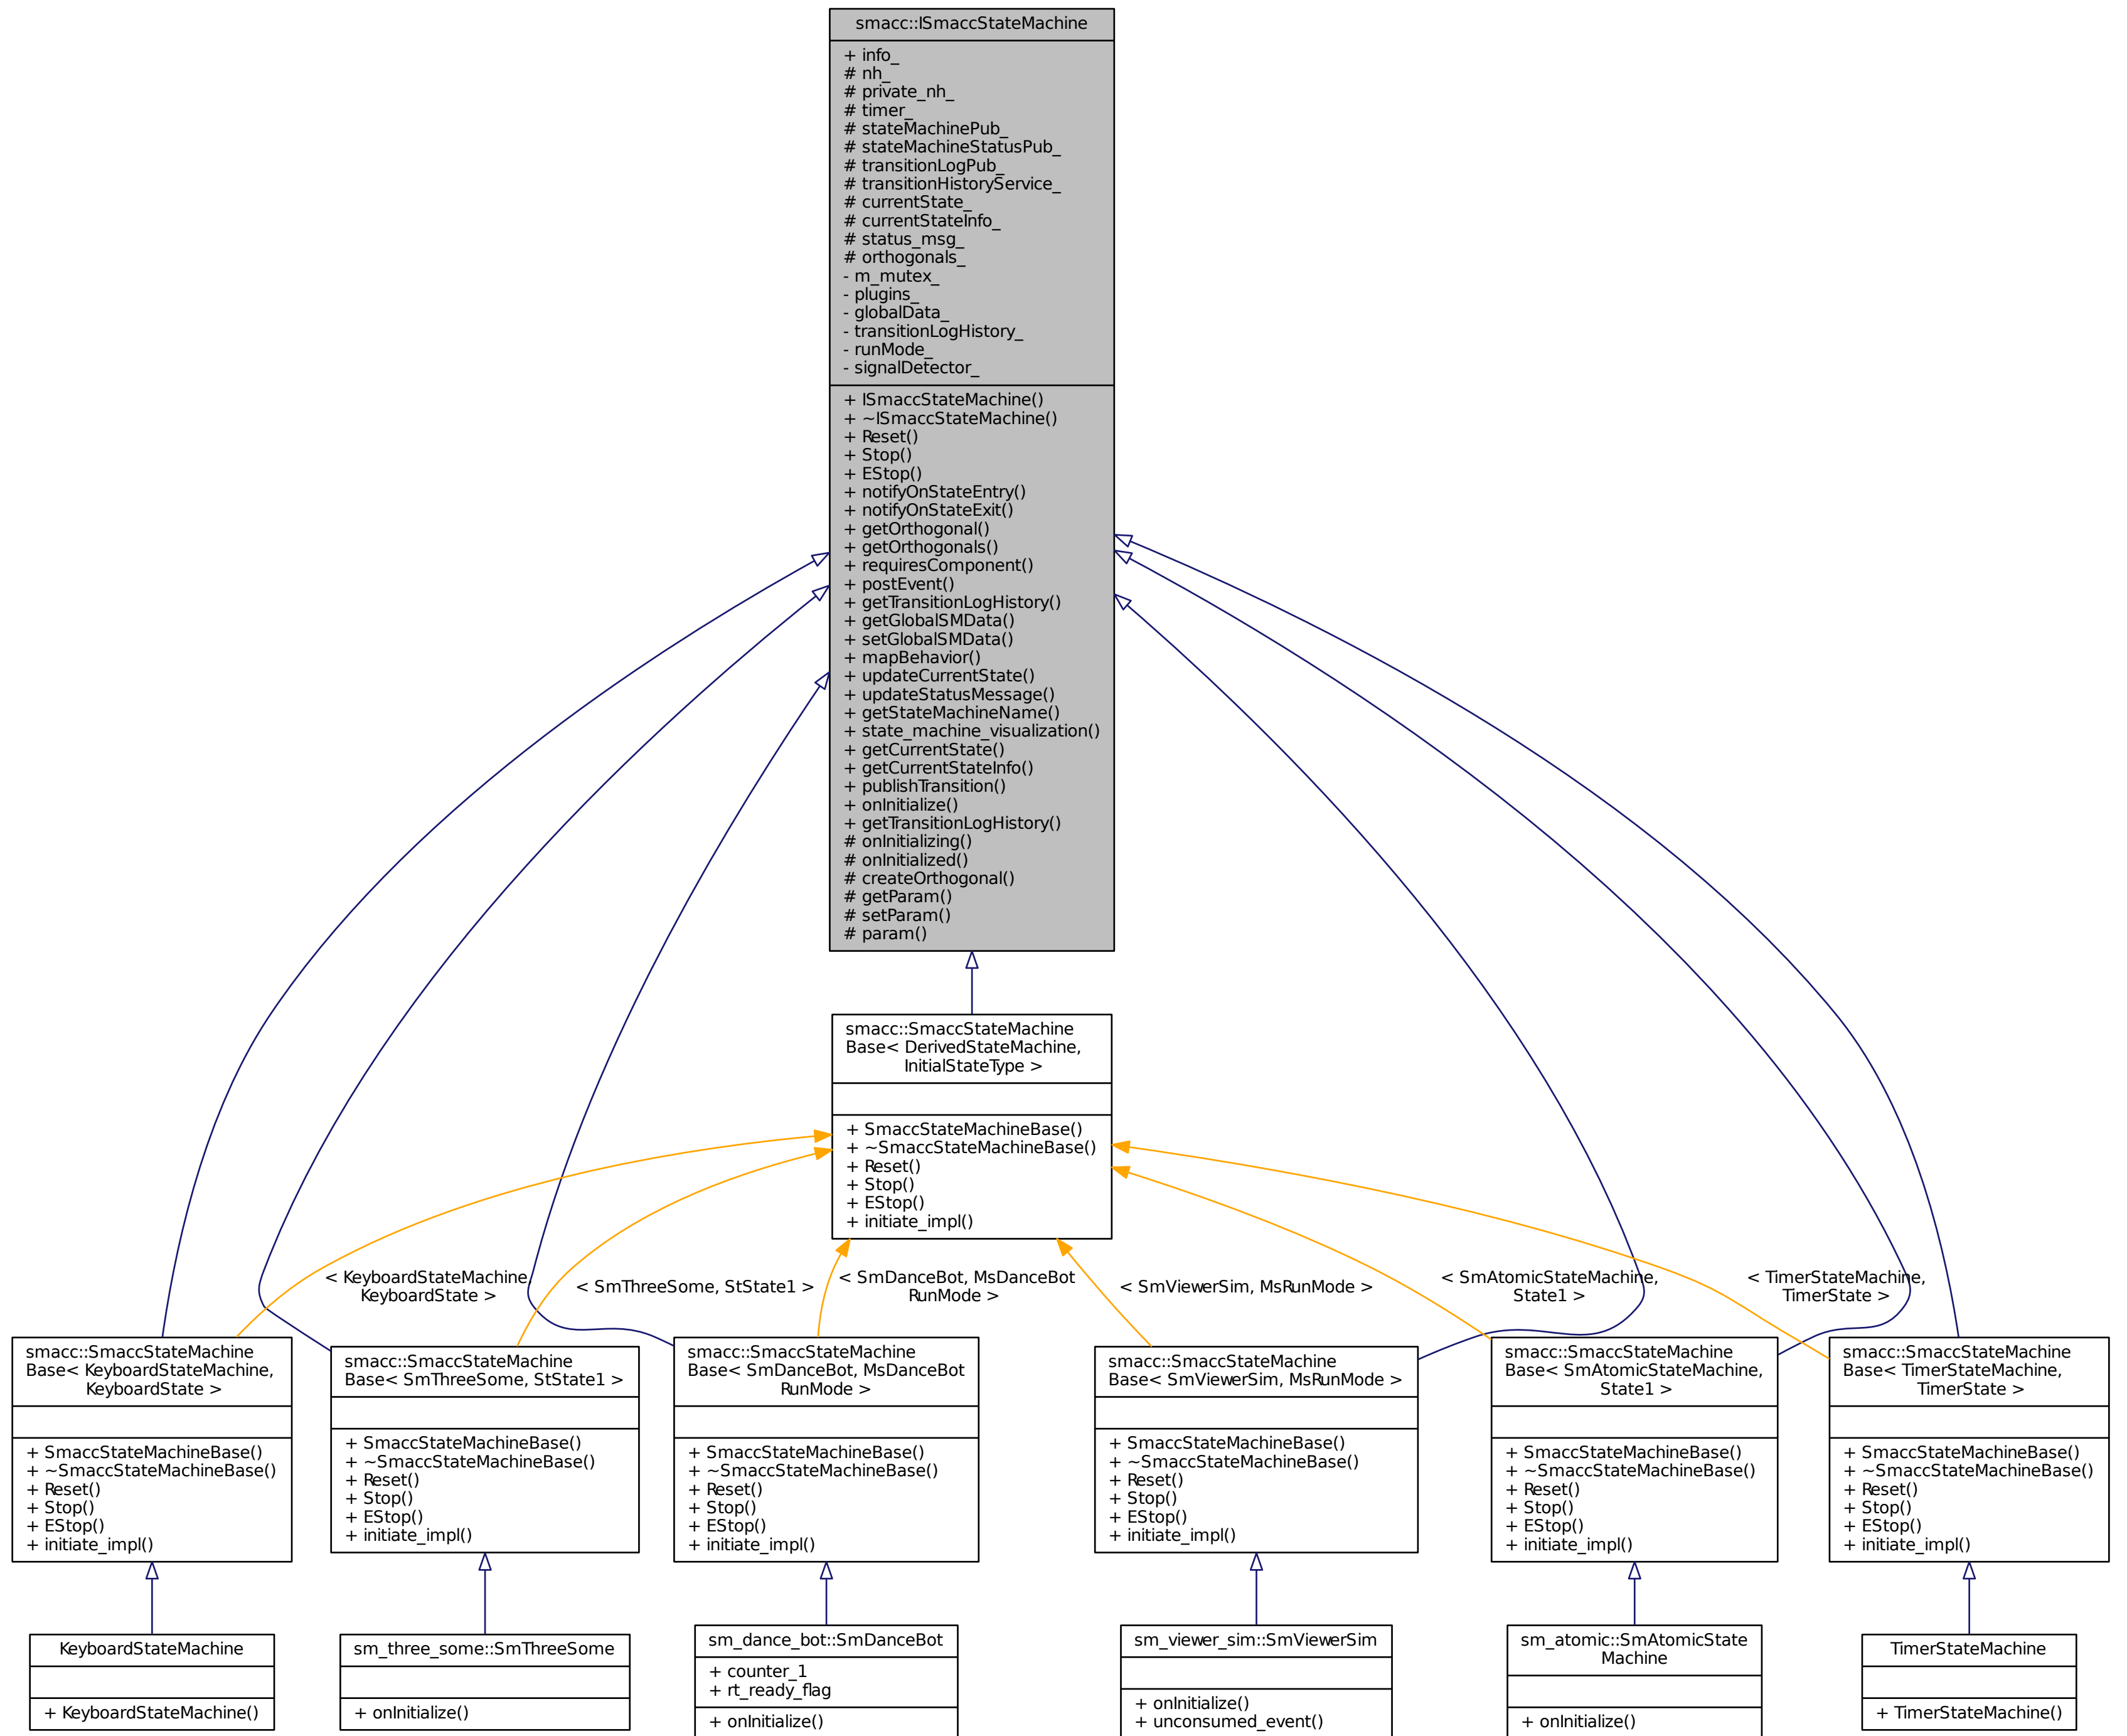 smacc::ISmaccStateMachine
+ info_
# nh_
# private_nh_
# timer_
# stateMachinePub_
# stateMachineStatusPub_
# transitionLogPub_
# transitionHistoryService_
# currentState_
# currentStateInfo_
# status_msg_
# orthogonals_
- m_mutex_
- plugins_
- globalData_
- transitionLogHistory_
- runMode_
- signalDetector_
+ ISmaccStateMachine()
+ ~ISmaccStateMachine()
+ Reset()
+ Stop()
+ EStop()
+ notifyOnStateEntry()
+ notifyOnStateExit()
+ getOrthogonal()
+ getOrthogonals()
+ requiresComponent()
+ postEvent()
+ getTransitionLogHistory()
+ getGlobalSMData()
+ setGlobalSMData()
+ mapBehavior()
+ updateCurrentState()
+ updateStatusMessage()
+ getStateMachineName()
+ state_machine_visualization()
+ getCurrentState()
+ getCurrentStateInfo()
+ publishTransition()
+ onInitialize()
+ getTransitionLogHistory()
# onInitializing()
# onInitialized()
# createOrthogonal()
# getParam()
# setParam()
# param()
smacc::SmaccStateMachine
Base< DerivedStateMachine,
InitialStateType >
+ SmaccStateMachineBase()
+ ~SmaccStateMachineBase()
+ Reset()
+ Stop()
+ EStop()
+ initiate_impl()
< KeyboardStateMachine,
KeyboardState >
< SmThreeSome, StState1 >
< SmDanceBot, MsDanceBot
RunMode >
< SmViewerSim, MsRunMode >
< SmAtomicStateMachine,
State1 >
< TimerStateMachine,
TimerState >
smacc::SmaccStateMachine
Base< KeyboardStateMachine,
KeyboardState >
+ SmaccStateMachineBase()
+ ~SmaccStateMachineBase()
+ Reset()
+ Stop()
+ EStop()
+ initiate_impl()
smacc::SmaccStateMachine
Base< SmThreeSome, StState1 >
+ SmaccStateMachineBase()
+ ~SmaccStateMachineBase()
+ Reset()
+ Stop()
+ EStop()
+ initiate_impl()
smacc::SmaccStateMachine
Base< SmDanceBot, MsDanceBot
RunMode >
+ SmaccStateMachineBase()
+ ~SmaccStateMachineBase()
+ Reset()
+ Stop()
+ EStop()
+ initiate_impl()
smacc::SmaccStateMachine
Base< SmViewerSim, MsRunMode >
+ SmaccStateMachineBase()
+ ~SmaccStateMachineBase()
+ Reset()
+ Stop()
+ EStop()
+ initiate_impl()
smacc::SmaccStateMachine
Base< SmAtomicStateMachine,
State1 >
+ SmaccStateMachineBase()
+ ~SmaccStateMachineBase()
+ Reset()
+ Stop()
+ EStop()
+ initiate_impl()
smacc::SmaccStateMachine
Base< TimerStateMachine,
TimerState >
+ SmaccStateMachineBase()
+ ~SmaccStateMachineBase()
+ Reset()
+ Stop()
+ EStop()
+ initiate_impl()
KeyboardStateMachine
+ KeyboardStateMachine()
sm_three_some::SmThreeSome
+ onInitialize()
sm_dance_bot::SmDanceBot
+ counter_1
+ rt_ready_flag
+ onInitialize()
sm_viewer_sim::SmViewerSim
+ onInitialize()
+ unconsumed_event()
sm_atomic::SmAtomicState
Machine
+ onInitialize()
TimerStateMachine
+ TimerStateMachine()